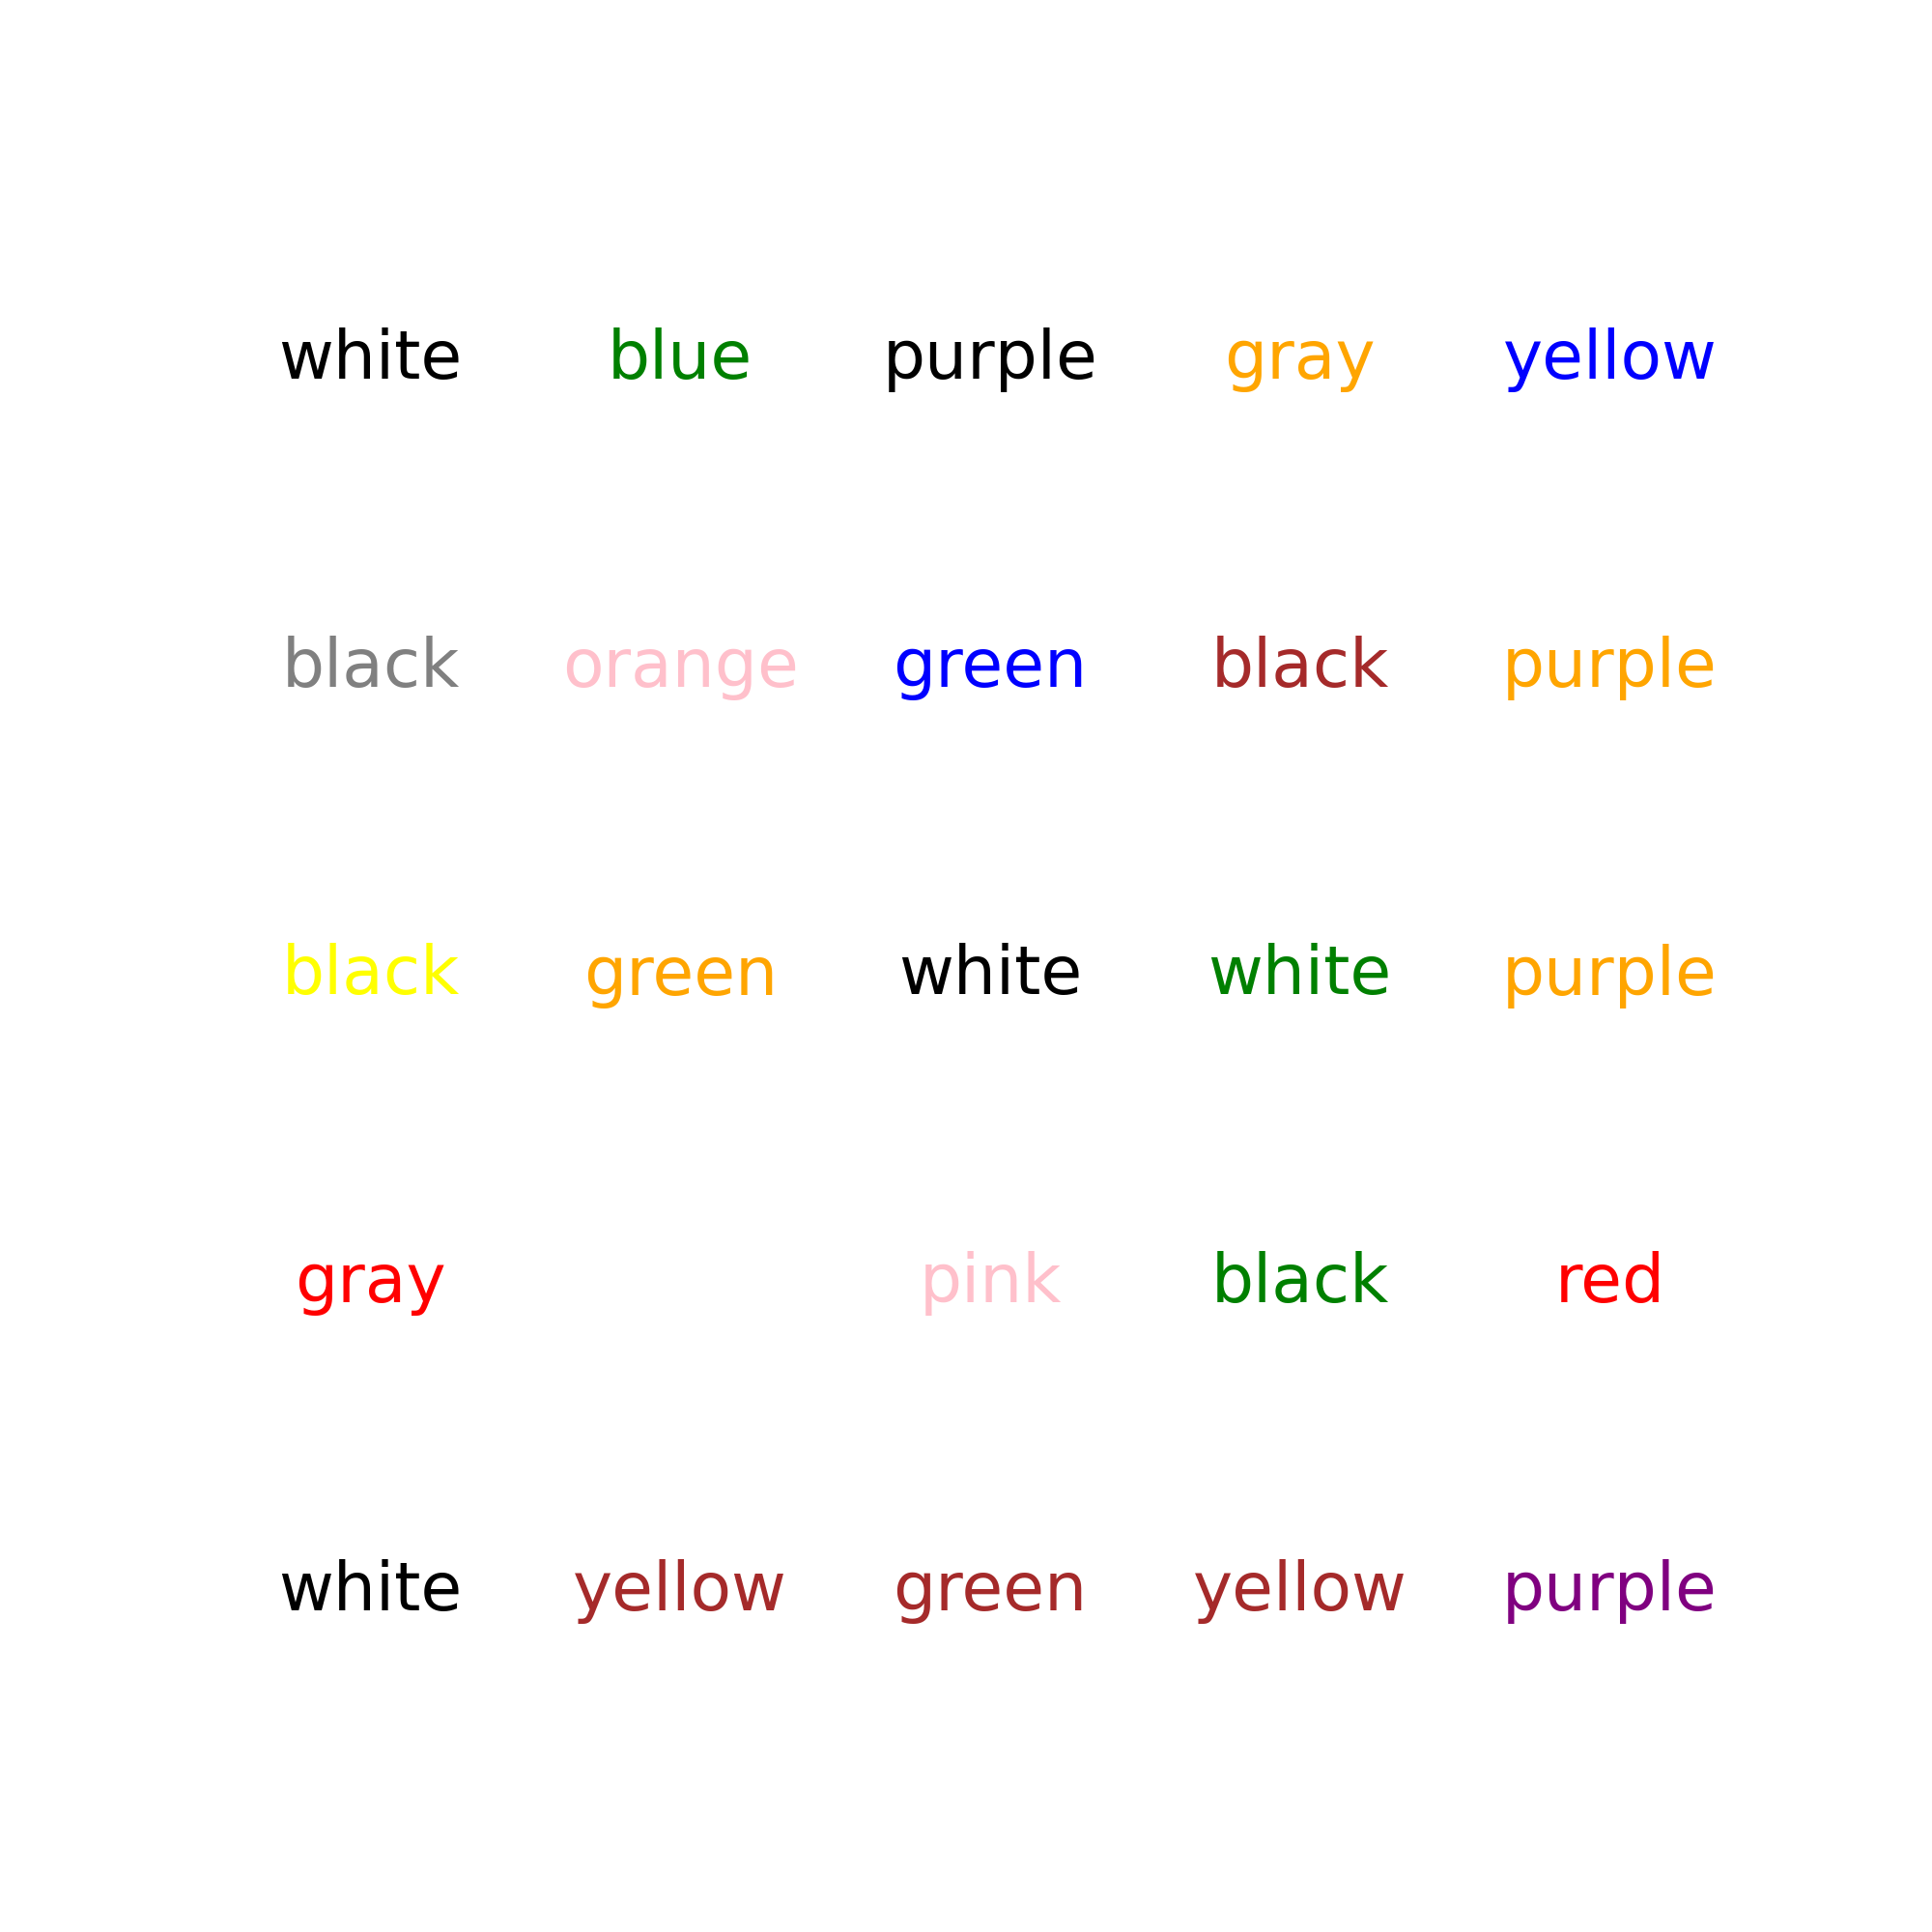 white blue purple gray yellow
black orange green black purple
black green white white purple
gray pink black red
white yellow green yellow purple